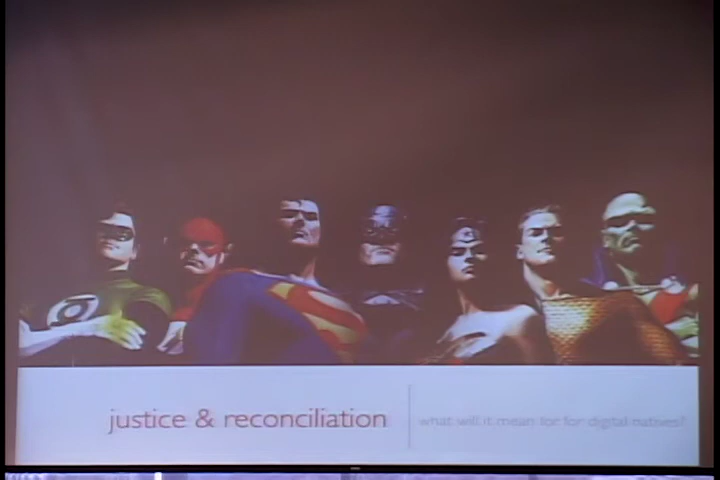 justice & reconciliation
what will it mean for for digital natives?